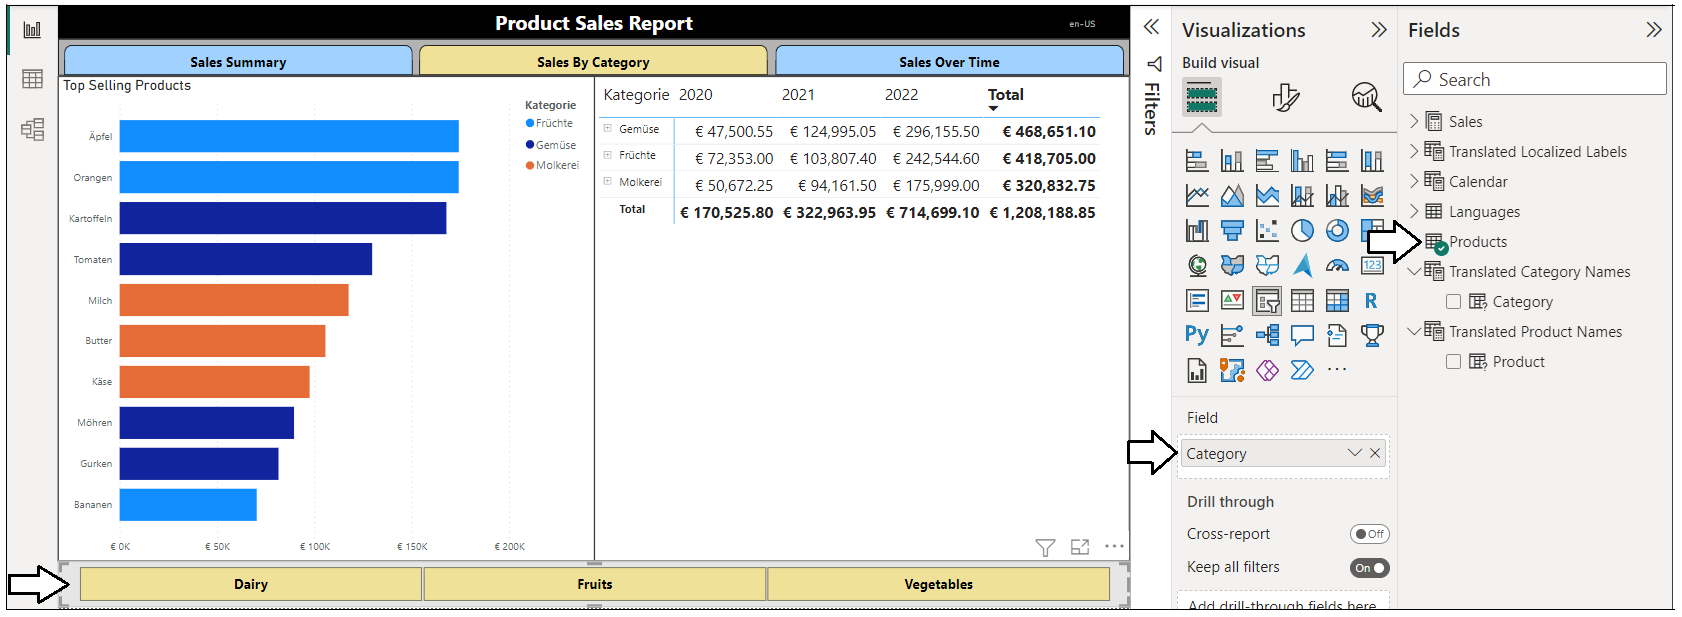 Product Sales Report
en-US
Sales Summary
Sales By Category
Sales Over Time
Top Selling Products
Kategorie
Früchte
Gemüse
Molkerei
Äpfel
Orangen
Kartoffeln
Tomaten
Milch
Butter
Käse
Möhren
Gurken
Bananen
€ 0K € 50K € 100K € 150K € 200K
Kategorie 2020 2021 2022 Total
Gemüse € 47,500.55 € 124,995.05 € 296,155.50 € 468,651.10
Früchte € 72,353.00 € 103,807.40 € 242,544.60 € 418,705.00
Molkerei € 50,672.25 € 94,161.50 € 175,999.00 € 320,832.75
Total € 170,525.80 € 322,963.95 € 714,699.10 € 1,208,188.85
Dairy
Fruits
Vegetables
Filters
Visualizations
Build visual
123
R
Py
Field
Category
Drill through
Cross-report
Off
Keep all filters
On
Add drill-through fields here
Fields
Search
Sales
Translated Localized Labels
Calendar
Languages
Products
Translated Category Names
Category
Translated Product Names
Product